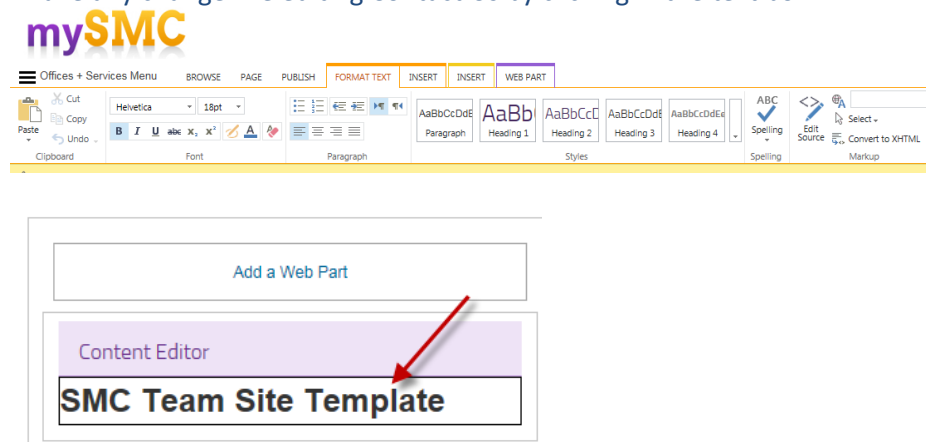 mySMC
Offices + Services Menu BROWSE PAGE PUBLISH FORMAT TEXT INSERT INSERT WEB PART
Paste Cut Copy Undo Clipboard
Helvetica 18pt
B I U abc X₂ X² A
Font
Paragraph
AaBbCcDdE Paragraph
AaBb Heading 1
AaBbCcD Heading 2
AaBbCcDdE Heading 3
AaBbCcDdEe Heading 4
Styles
ABC Spelling
Spelling
Edit Source
Select
Convert to XHTML
Markup
Add a Web Part
Content Editor
SMC Team Site Template